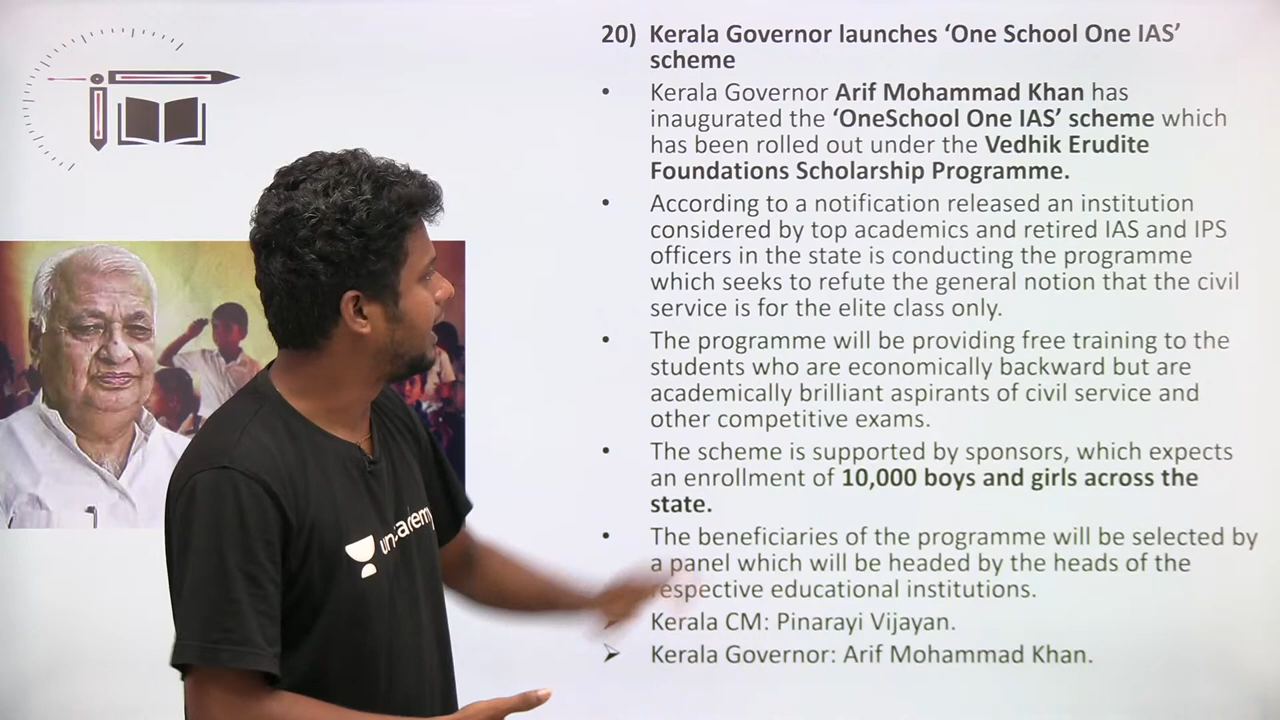 20) Kerala Governor launches ‘One School One IAS’
scheme
• Kerala Governor Arif Mohammad Khan has
inaugurated the ‘OneSchool One IAS’ scheme which
has been rolled out under the Vedhik Erudite
Foundations Scholarship Programme.
• According to a notification released an institution
considered by top academics and retired IAS and IPS
officers in the state is conducting the programme
which seeks to refute the general notion that the civil
service is for the elite class only.
• The programme will be providing free training to the
students who are economically backward but are
academically brilliant aspirants of civil service and
other competitive exams.
• The scheme is supported by sponsors, which expects
an enrollment of 10,000 boys and girls across the
state.
• The beneficiaries of the programme will be selected by
a panel which will be headed by the heads of the
respective educational institutions.
➤ Kerala CM: Pinarayi Vijayan.
➤ Kerala Governor: Arif Mohammad Khan.
unacademy